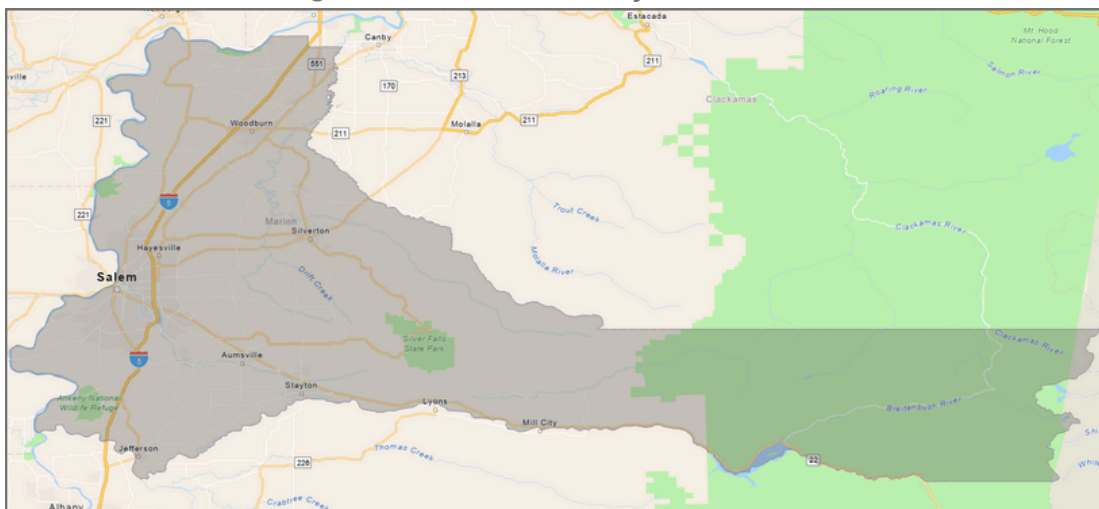 Estacada
Mt. Hood
National Forest
Canby
551
211
213
Salmon River
170
Roaring River
Clackamas
221
Woodburn
211
Molalla
211
5
221
Marion
Trout Creek
Silverton
Clackamas River
Hayesville
Molalla River
Salem
Drift Creek
Silver Falls
State Park
Clackamas River
5
Aumsville
Stayton
Ankeny National
Wildlife Refuge
Lyons
Breitenbush River
Mill City
Jefferson
Thomas Creek
22
226
Crabtree Creek
Albany